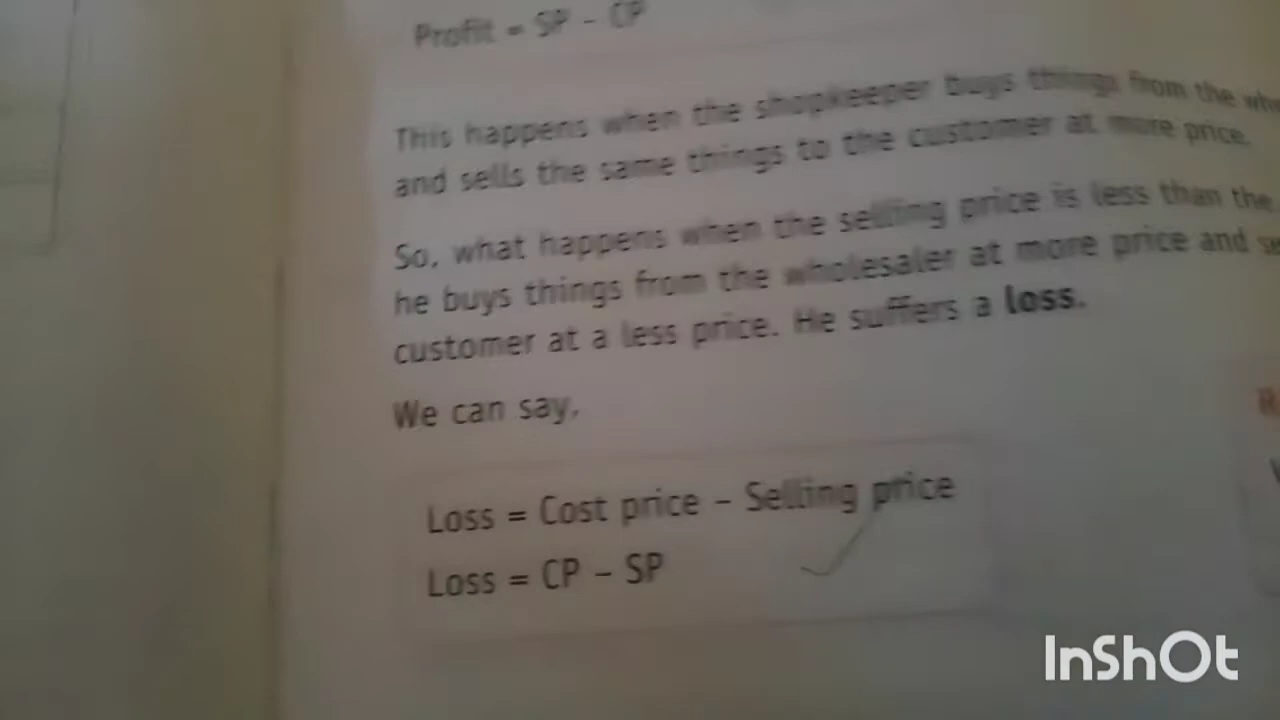 Profit = SP - CP
This happens when the shopkeeper buys things from the
and sells the same things to the customer at more price.
So, what happens when the selling price is less than the
he buys things from the wholesaler at more price and
customer at a less price. He suffers a loss.
We can say,
Loss = Cost price - Selling price
Loss = CP - SP
InShOt